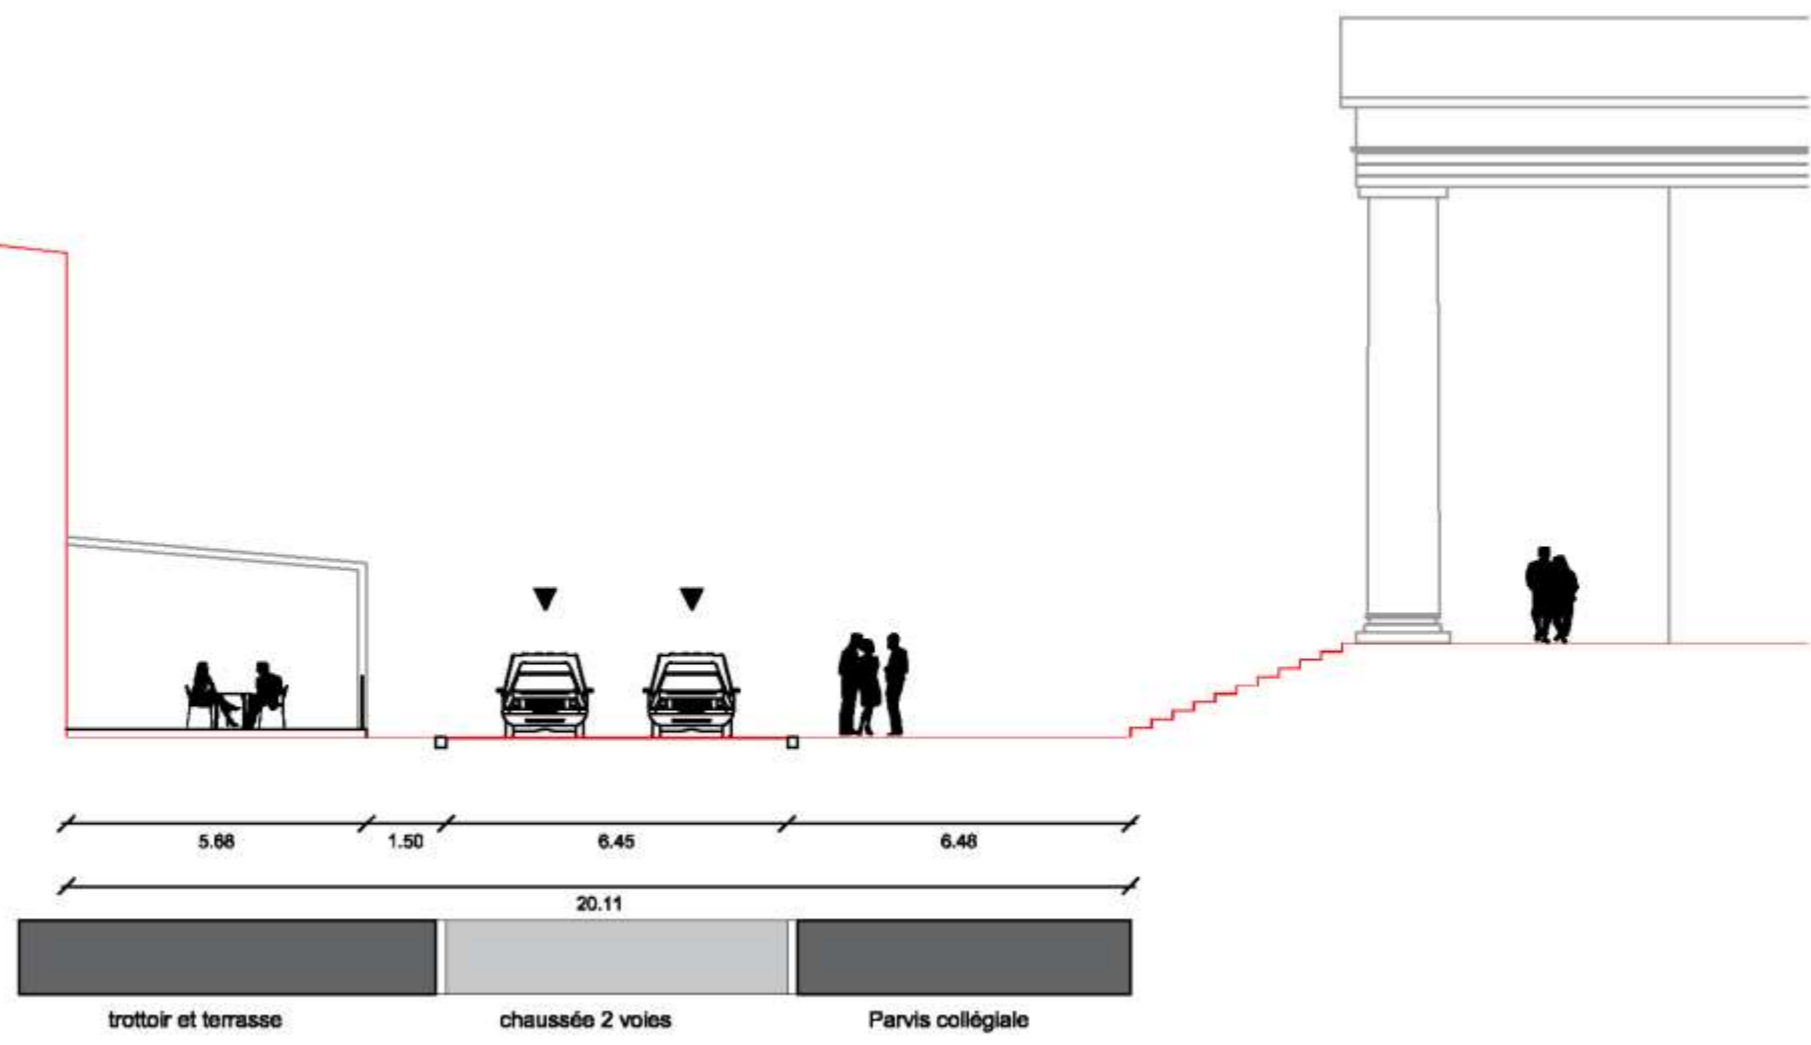 5.68 1.50 6.45 6.48
20.11
trottoir et terrasse chaussée 2 voies Parvis collégiale